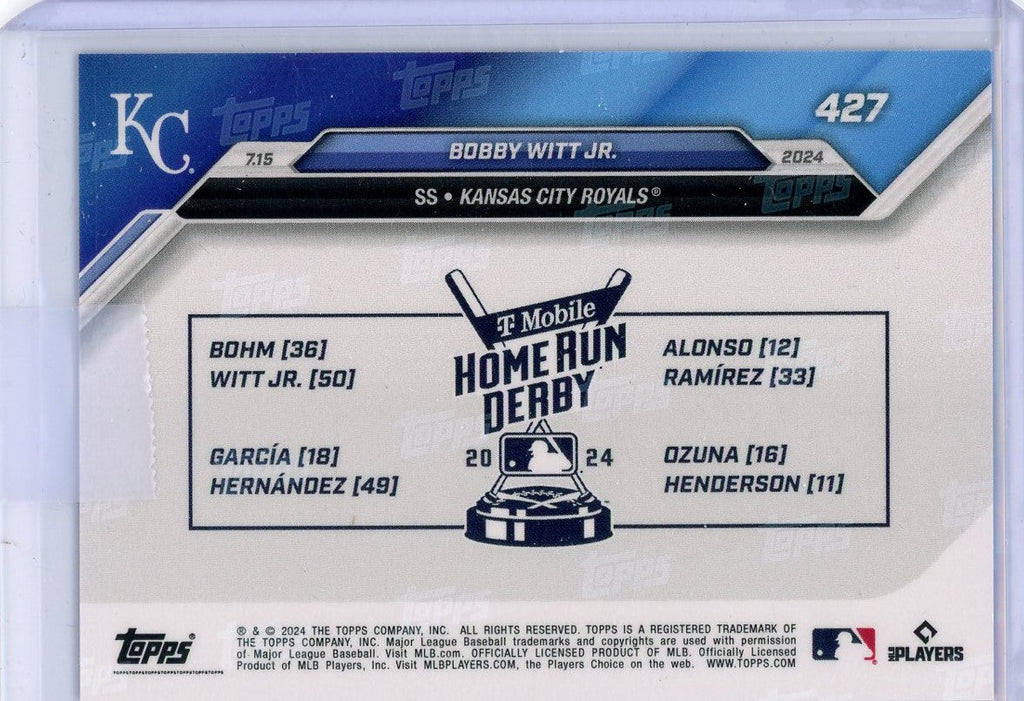 KC
427
7.15
BOBBY WITT JR.
2024
SS • KANSAS CITY ROYALS®
T Mobile
HOME RUN
DERBY
20 24
BOHM [36]
WITT JR. [50]
ALONSO [12]
RAMÍREZ [33]
GARCÍA [18]
HERNÁNDEZ [49]
OZUNA [16]
HENDERSON [11]
TOPPS®
® & © 2024 THE TOPPS COMPANY, INC. ALL RIGHTS RESERVED. TOPPS IS A REGISTERED TRADEMARK OF
THE TOPPS COMPANY, INC. Major League Baseball trademarks and copyrights are used with permission
of Major League Baseball. Visit MLB.com. OFFICIALLY LICENSED PRODUCT OF MLB. Officially Licensed
Product of MLB Players, Inc. Visit MLBPLAYERS.COM, the Players Choice on the web. WWW.TOPPS.COM
MLB PLAYERS